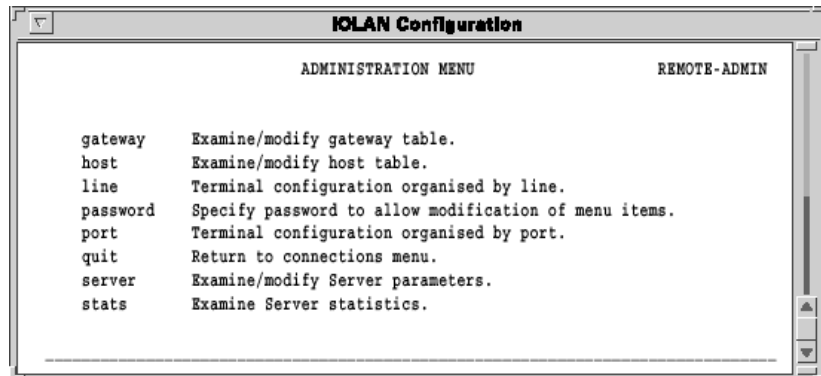 IOLAN Configuration
ADMINISTRATION MENU REMOTE-ADMIN
gateway Examine/modify gateway table.
host Examine/modify host table.
line Terminal configuration organised by line.
password Specify password to allow modification of menu items.
port Terminal configuration organised by port.
quit Return to connections menu.
server Examine/modify Server parameters.
stats Examine Server statistics.